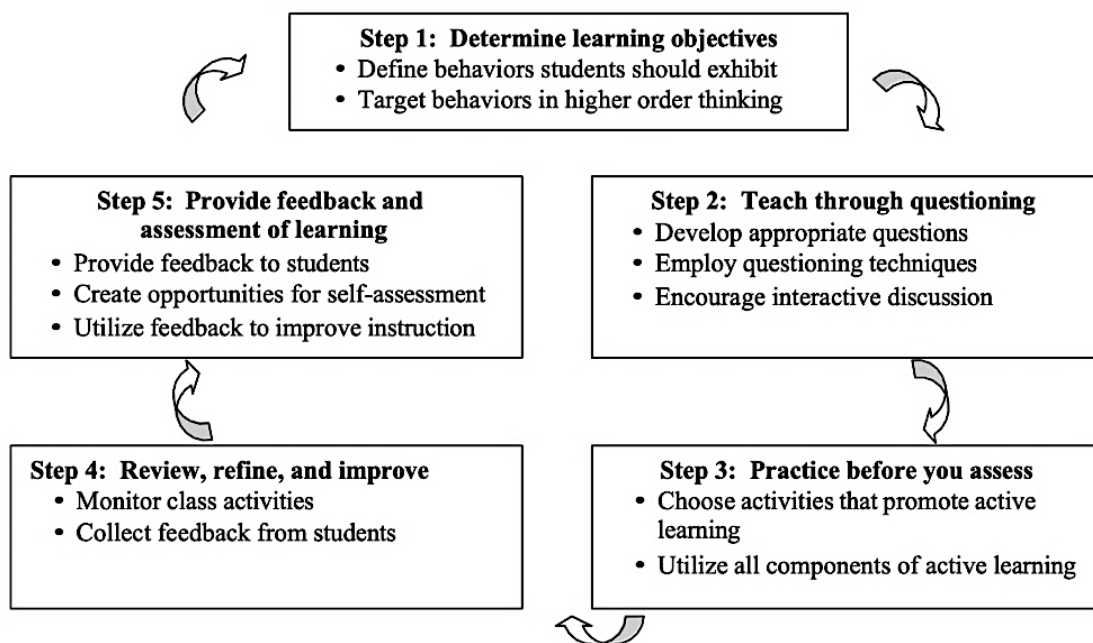 Step 1:  Determine learning objectives
• Define behaviors students should exhibit
• Target behaviors in higher order thinking
Step 2:  Teach through questioning
• Develop appropriate questions
• Employ questioning techniques
• Encourage interactive discussion
Step 3:  Practice before you assess
• Choose activities that promote active
learning
• Utilize all components of active learning
Step 4:  Review, refine, and improve
• Monitor class activities
• Collect feedback from students
Step 5:  Provide feedback and
assessment of learning
• Provide feedback to students
• Create opportunities for self-assessment
• Utilize feedback to improve instruction